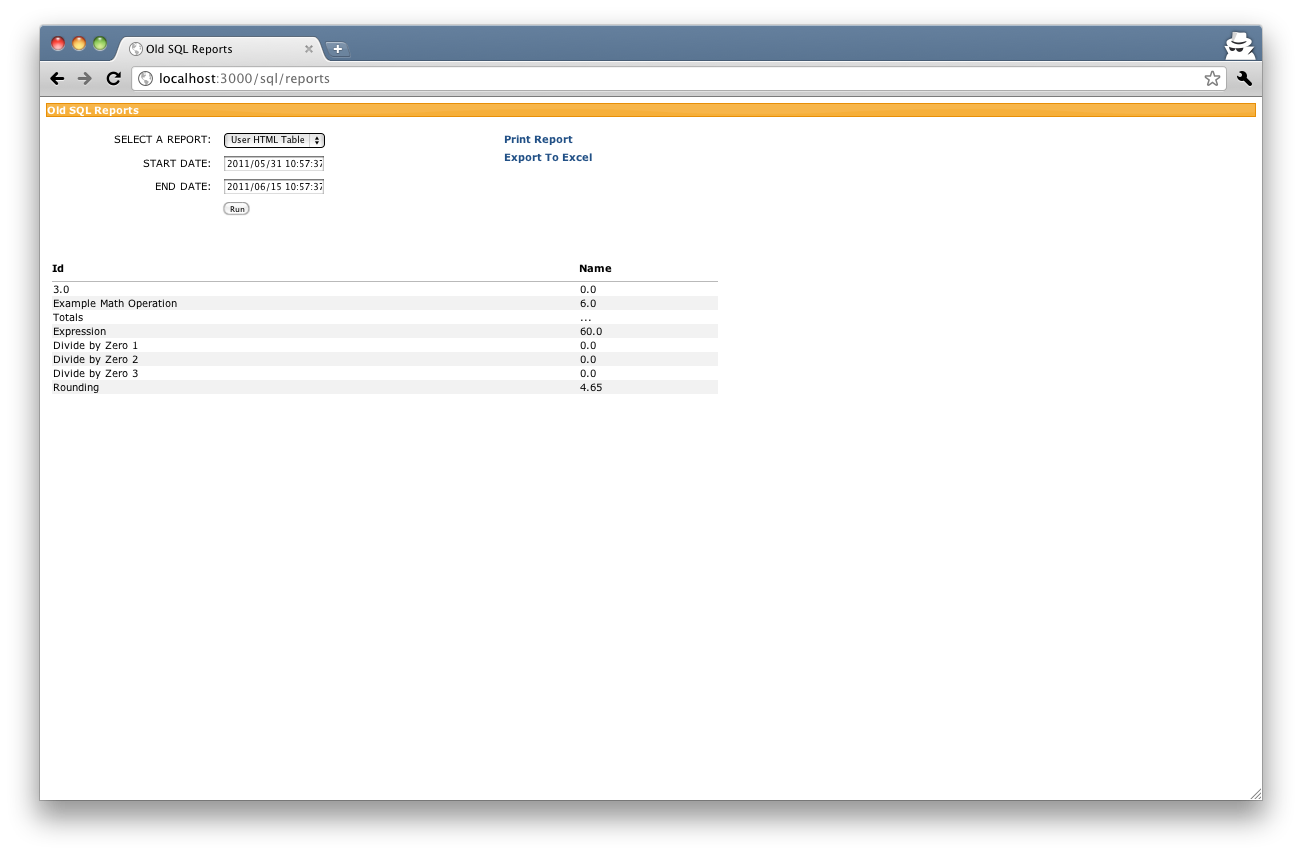 Old SQL Reports
localhost:3000/sql/reports
Old SQL Reports
SELECT A REPORT: User HTML Table Print Report
START DATE: 2011/05/31 10:57:37 Export To Excel
END DATE: 2011/06/15 10:57:37
Run
Id Name
3.0 0.0
Example Math Operation 6.0
Totals ...
Expression 60.0
Divide by Zero 1 0.0
Divide by Zero 2 0.0
Divide by Zero 3 0.0
Rounding 4.65